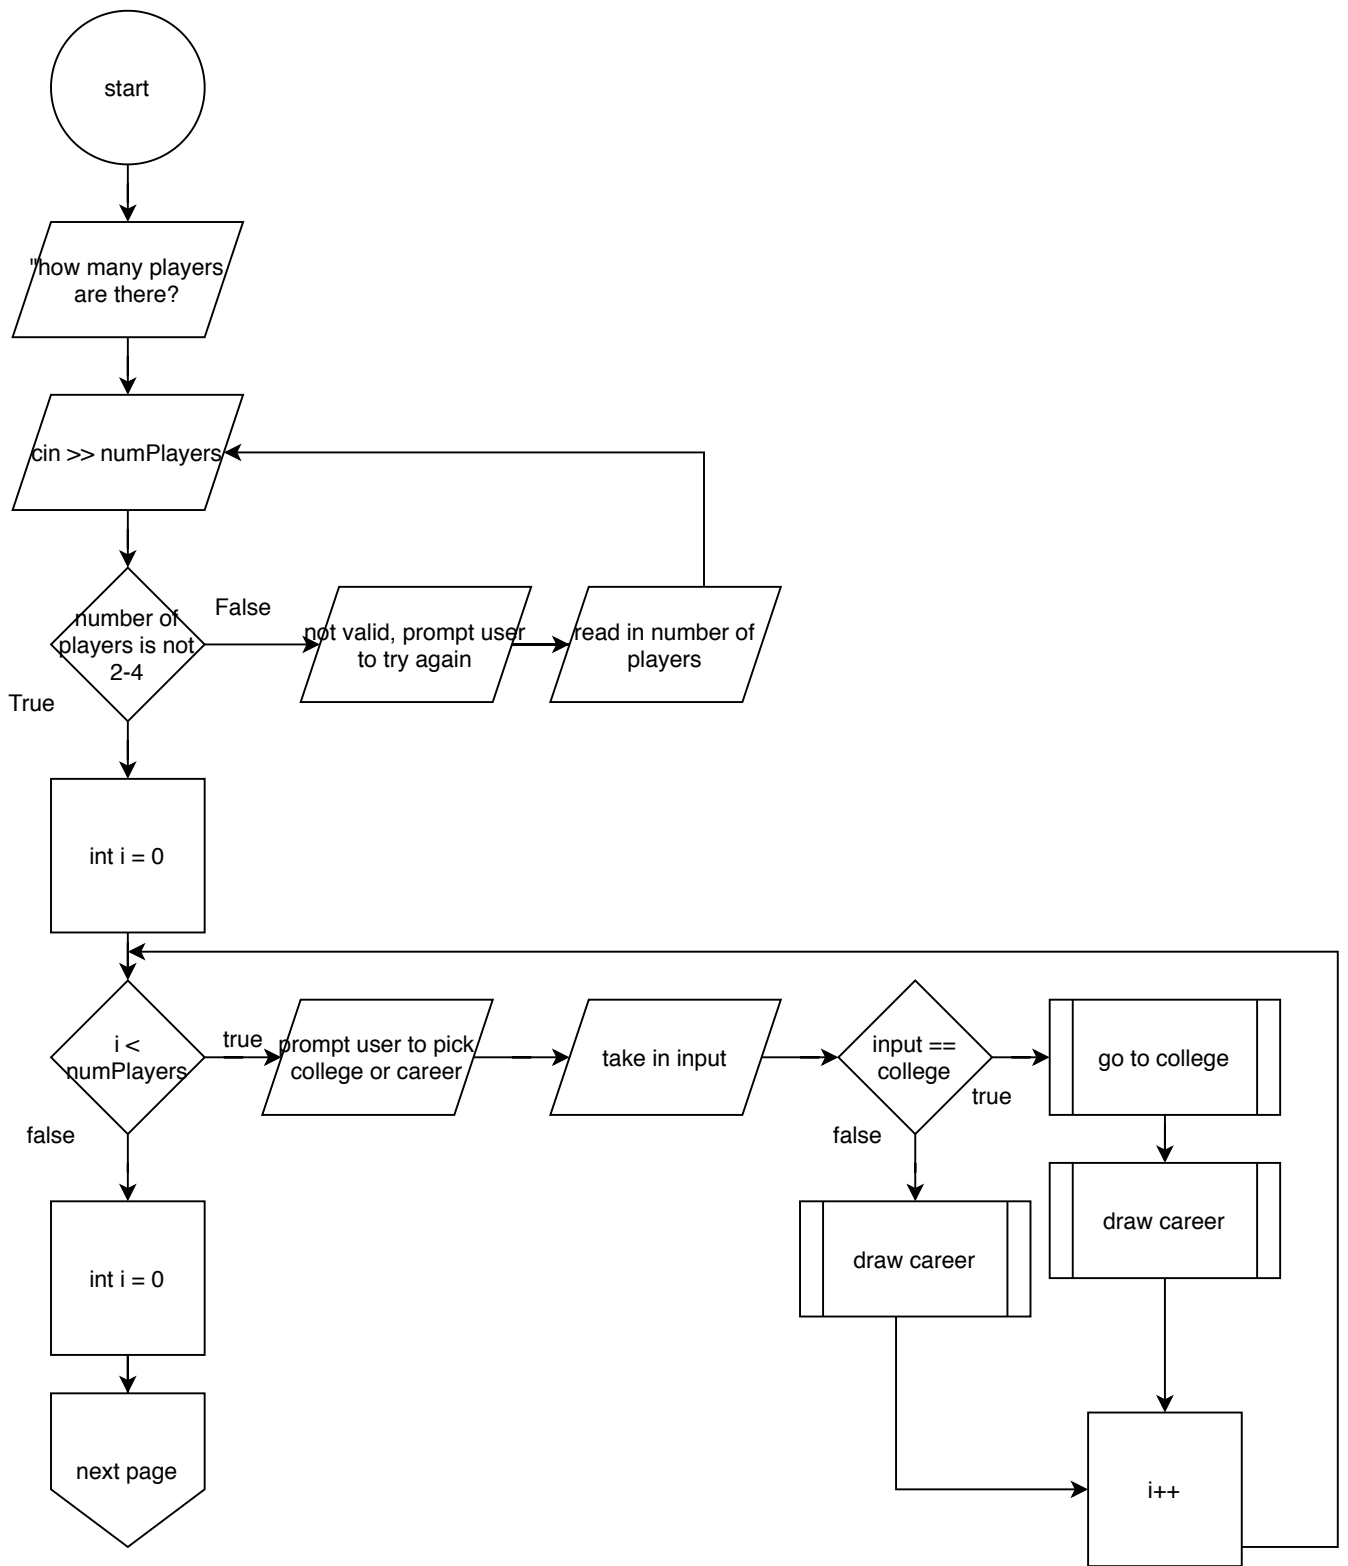 start
"how many players
are there?
cin >> numPlayers
number of
players is not
2-4
False
not valid, prompt user
to try again
read in number of
players
True
int i = 0
i <
numPlayers
true
prompt user to pick
college or career
take in input
input ==
college
true
go to college
false
false
draw career
draw career
int i = 0
next page
i++